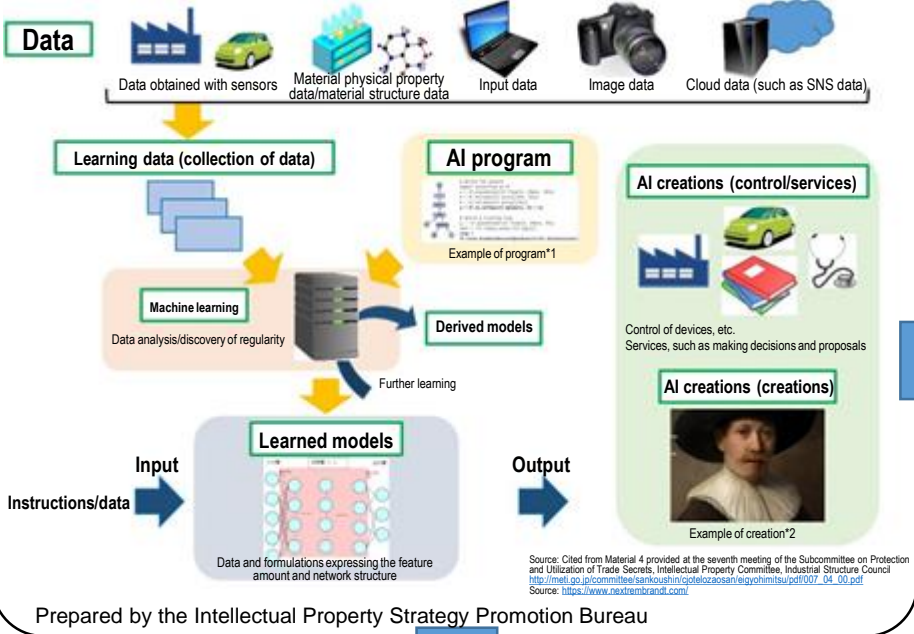 Data
Data obtained with sensors
Material physical property
data/material structure data
Input data
Image data
Cloud data (such as SNS data)
Learning data (collection of data)
AI program
Example of program*1
Machine learning
Data analysis/discovery of regularity
Derived models
Further learning
Learned models
Input
Instructions/data
Data and formulations expressing the feature
amount and network structure
Output
AI creations (control/services)
Control of devices, etc.
Services, such as making decisions and proposals
AI creations (creations)
Example of creation*2
Source: Cited from Material 4 provided at the seventh meeting of the Subcommittee on Protection
and Utilization of Trade Secrets, Intellectual Property Committee, Industrial Structure Council
http://meti.go.jp/committee/sankoushin/cjotelozaosan/eigyohimitsu/pdf/007_04_00.pdf
Source: https://www.nextrembrandt.com/
Prepared by the Intellectual Property Strategy Promotion Bureau